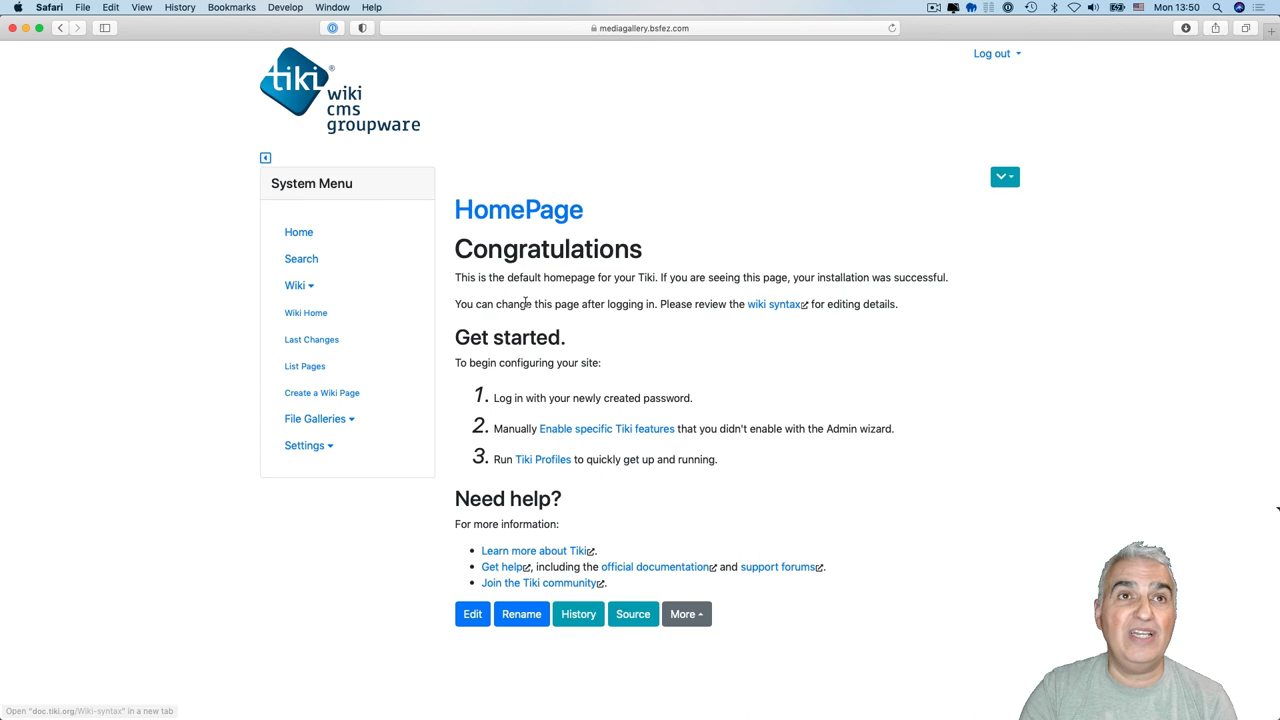 Safari File Edit View History Bookmarks Develop Window Help
Mon 13:50
mediagallery.bsfez.com
Log out
tiki®
wiki
cms
groupware
System Menu
Home
Search
Wiki
Wiki Home
Last Changes
List Pages
Create a Wiki Page
File Galleries
Settings
HomePage
Congratulations
This is the default homepage for your Tiki. If you are seeing this page, your installation was successful.
You can change this page after logging in. Please review the wiki syntax for editing details.
Get started.
To begin configuring your site:
1. Log in with your newly created password.
2. Manually Enable specific Tiki features that you didn't enable with the Admin wizard.
3. Run Tiki Profiles to quickly get up and running.
Need help?
For more information:
• Learn more about Tiki.
• Get help, including the official documentation and support forums.
• Join the Tiki community.
Edit Rename History Source More
Open "doc.tiki.org/Wiki-syntax" in a new tab